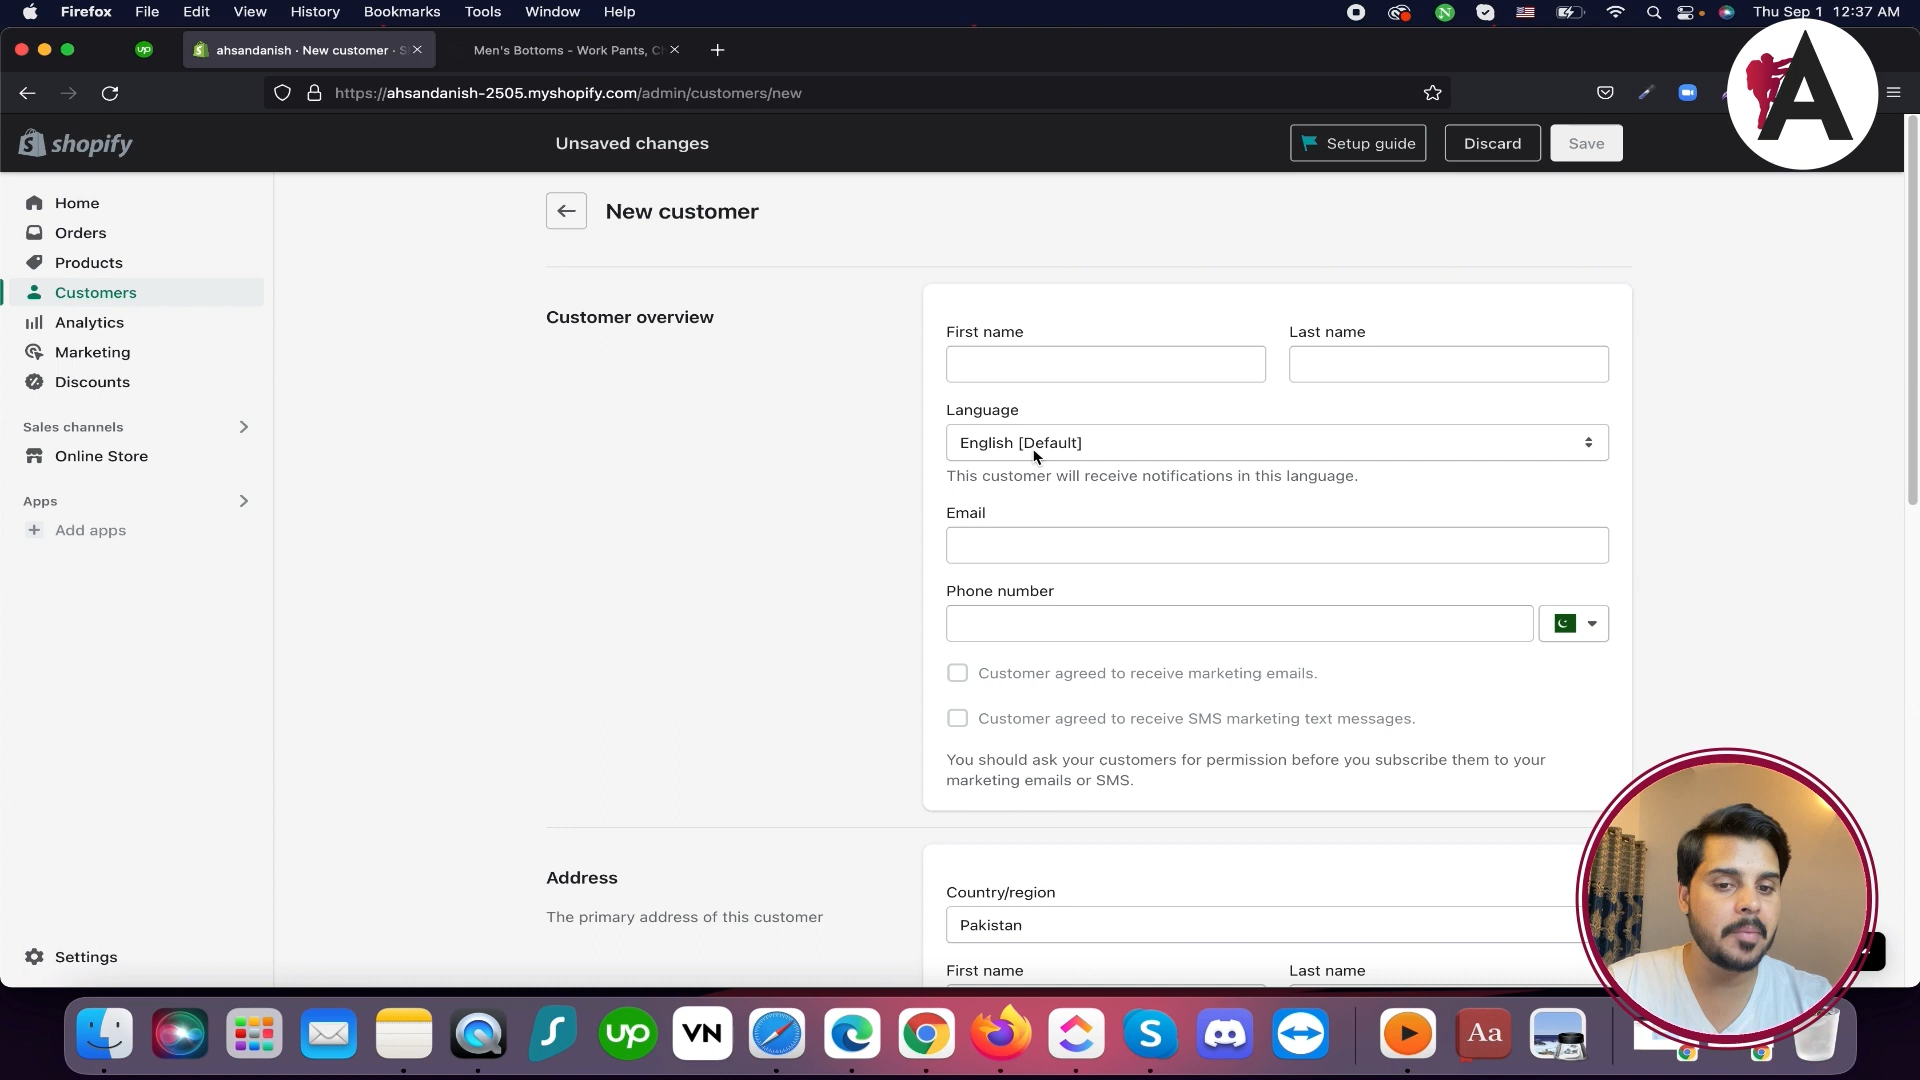 Firefox File Edit View History Bookmarks Tools Window Help Thu Sep 1 12:37 AM
up ahsandanish · New customer · S Men's Bottoms - Work Pants, C
https://ahsandanish-2505.myshopify.com/admin/customers/new
A
shopify Unsaved changes Setup guide Discard Save
Home
Orders
Products
Customers
Analytics
Marketing
Discounts
Sales channels
Online Store
Apps
Add apps
Settings
New customer
Customer overview
First name Last name
Language
English [Default]
This customer will receive notifications in this language.
Email
Phone number
Customer agreed to receive marketing emails.
Customer agreed to receive SMS marketing text messages.
You should ask your customers for permission before you subscribe them to your
marketing emails or SMS.
Address
The primary address of this customer
Country/region
Pakistan
First name Last name
up VN S Aa